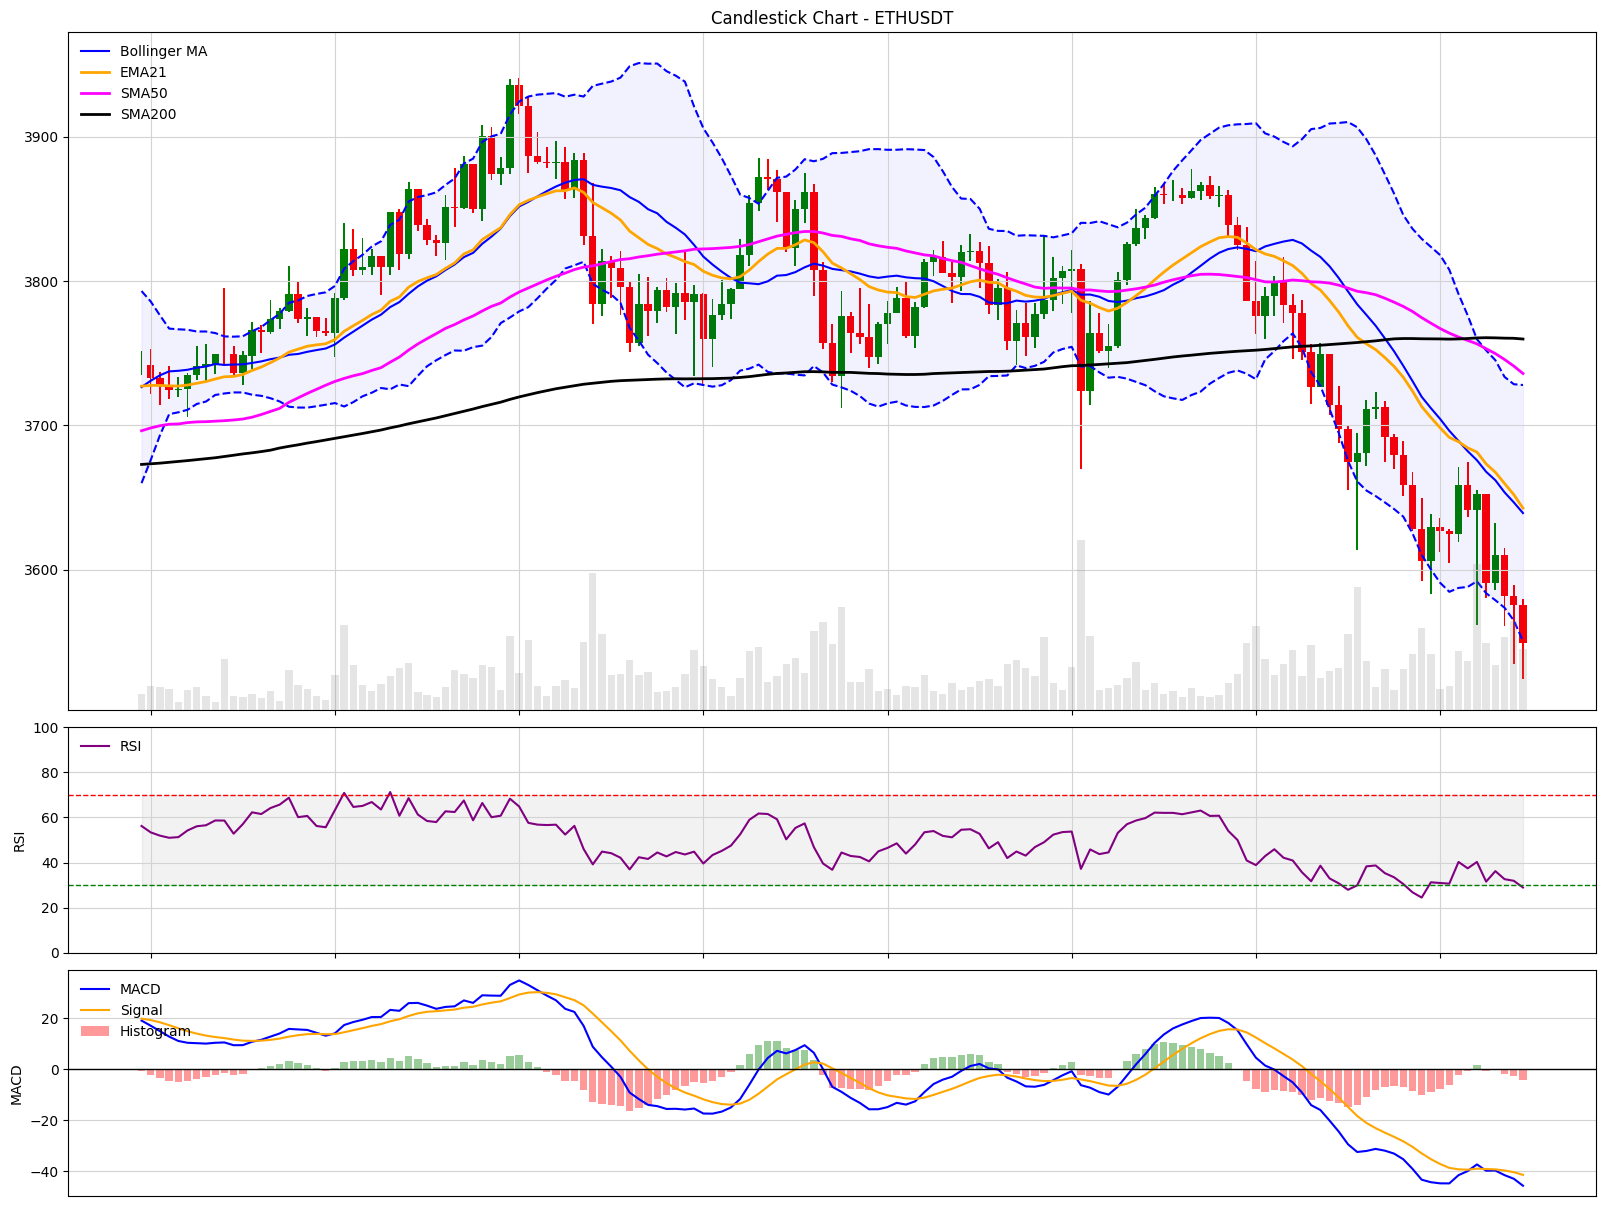 Candlestick Chart - ETHUSDT
Bollinger MA
EMA21
SMA50
SMA200
3900
3800
3700
3600
100
80
60
40
20
0
RSI
RSI
MACD
Signal
Histogram
20
0
−20
−40
MACD